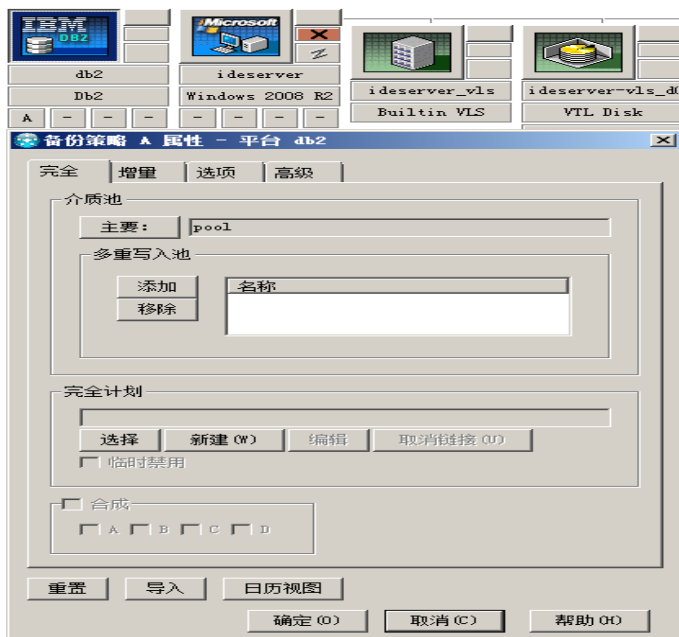 IBM
DB2
Microsoft
db2
ideserver
ideserver_vls
ideserver-vls_d0
Db2
Windows 2008 R2
Builtin VLS
VTL Disk
A - - - - - - - -
备份策略 A 属性 - 平台 db2
完全 增量 选项 高级
介质池
主要: pool
多重写入池
添加 名称
移除
完全计划
选择 新建(W) 编辑 取消链接(U)
临时禁用
合成
A B C D
重置 导入 日历视图
确定(O) 取消(C) 帮助(H)